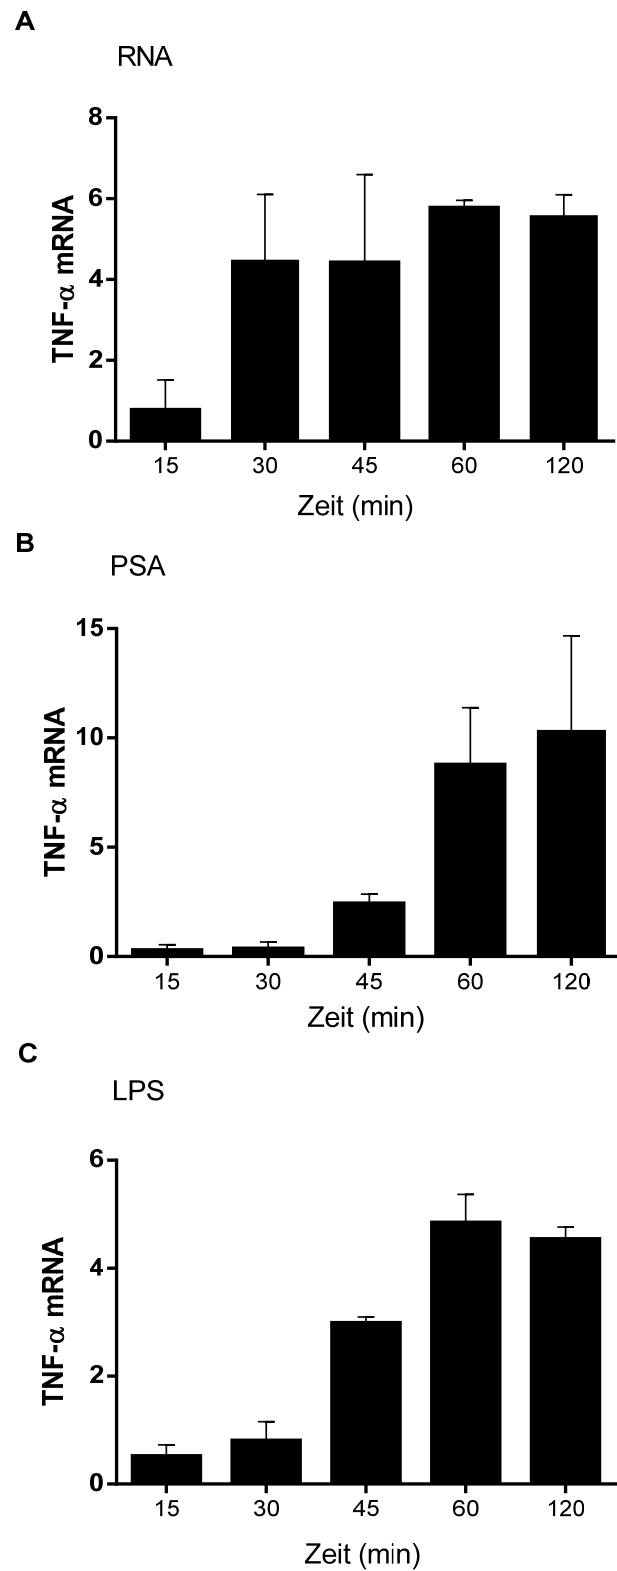 A
RNA
8
6
4
2
0
TNF-α mRNA
15 30 45 60 120
Zeit (min)
B
PSA
15
10
5
0
TNF-α mRNA
15 30 45 60 120
Zeit (min)
C
LPS
6
4
2
0
TNF-α mRNA
15 30 45 60 120
Zeit (min)